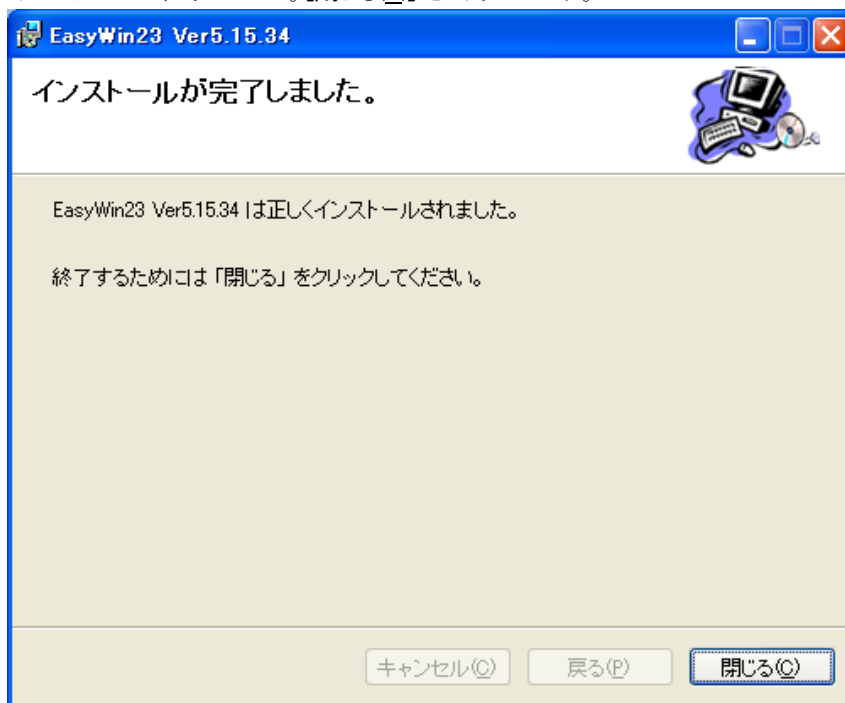 EasyWin23 Ver5.15.34
インストールが完了しました。
EasyWin23 Ver5.15.34 は正しくインストールされました。
終了するためには「閉じる」をクリックしてください。
キャンセル(C) 戻る(P) 閉じる(C)